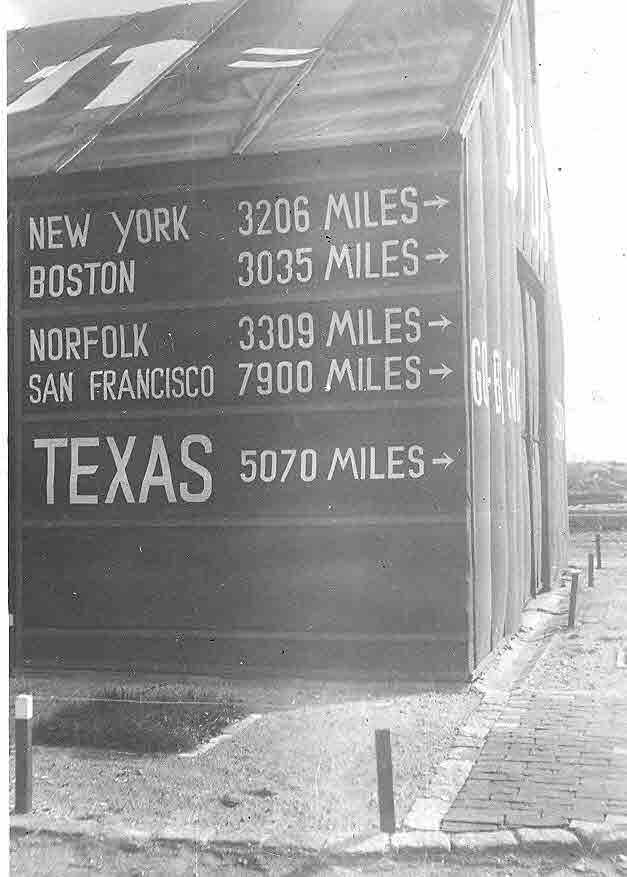 NEW YORK 3206 MILES→
BOSTON 3035 MILES→
NORFOLK 3309 MILES→
SAN FRANCISCO 7900 MILES→
TEXAS 5070 MILES→